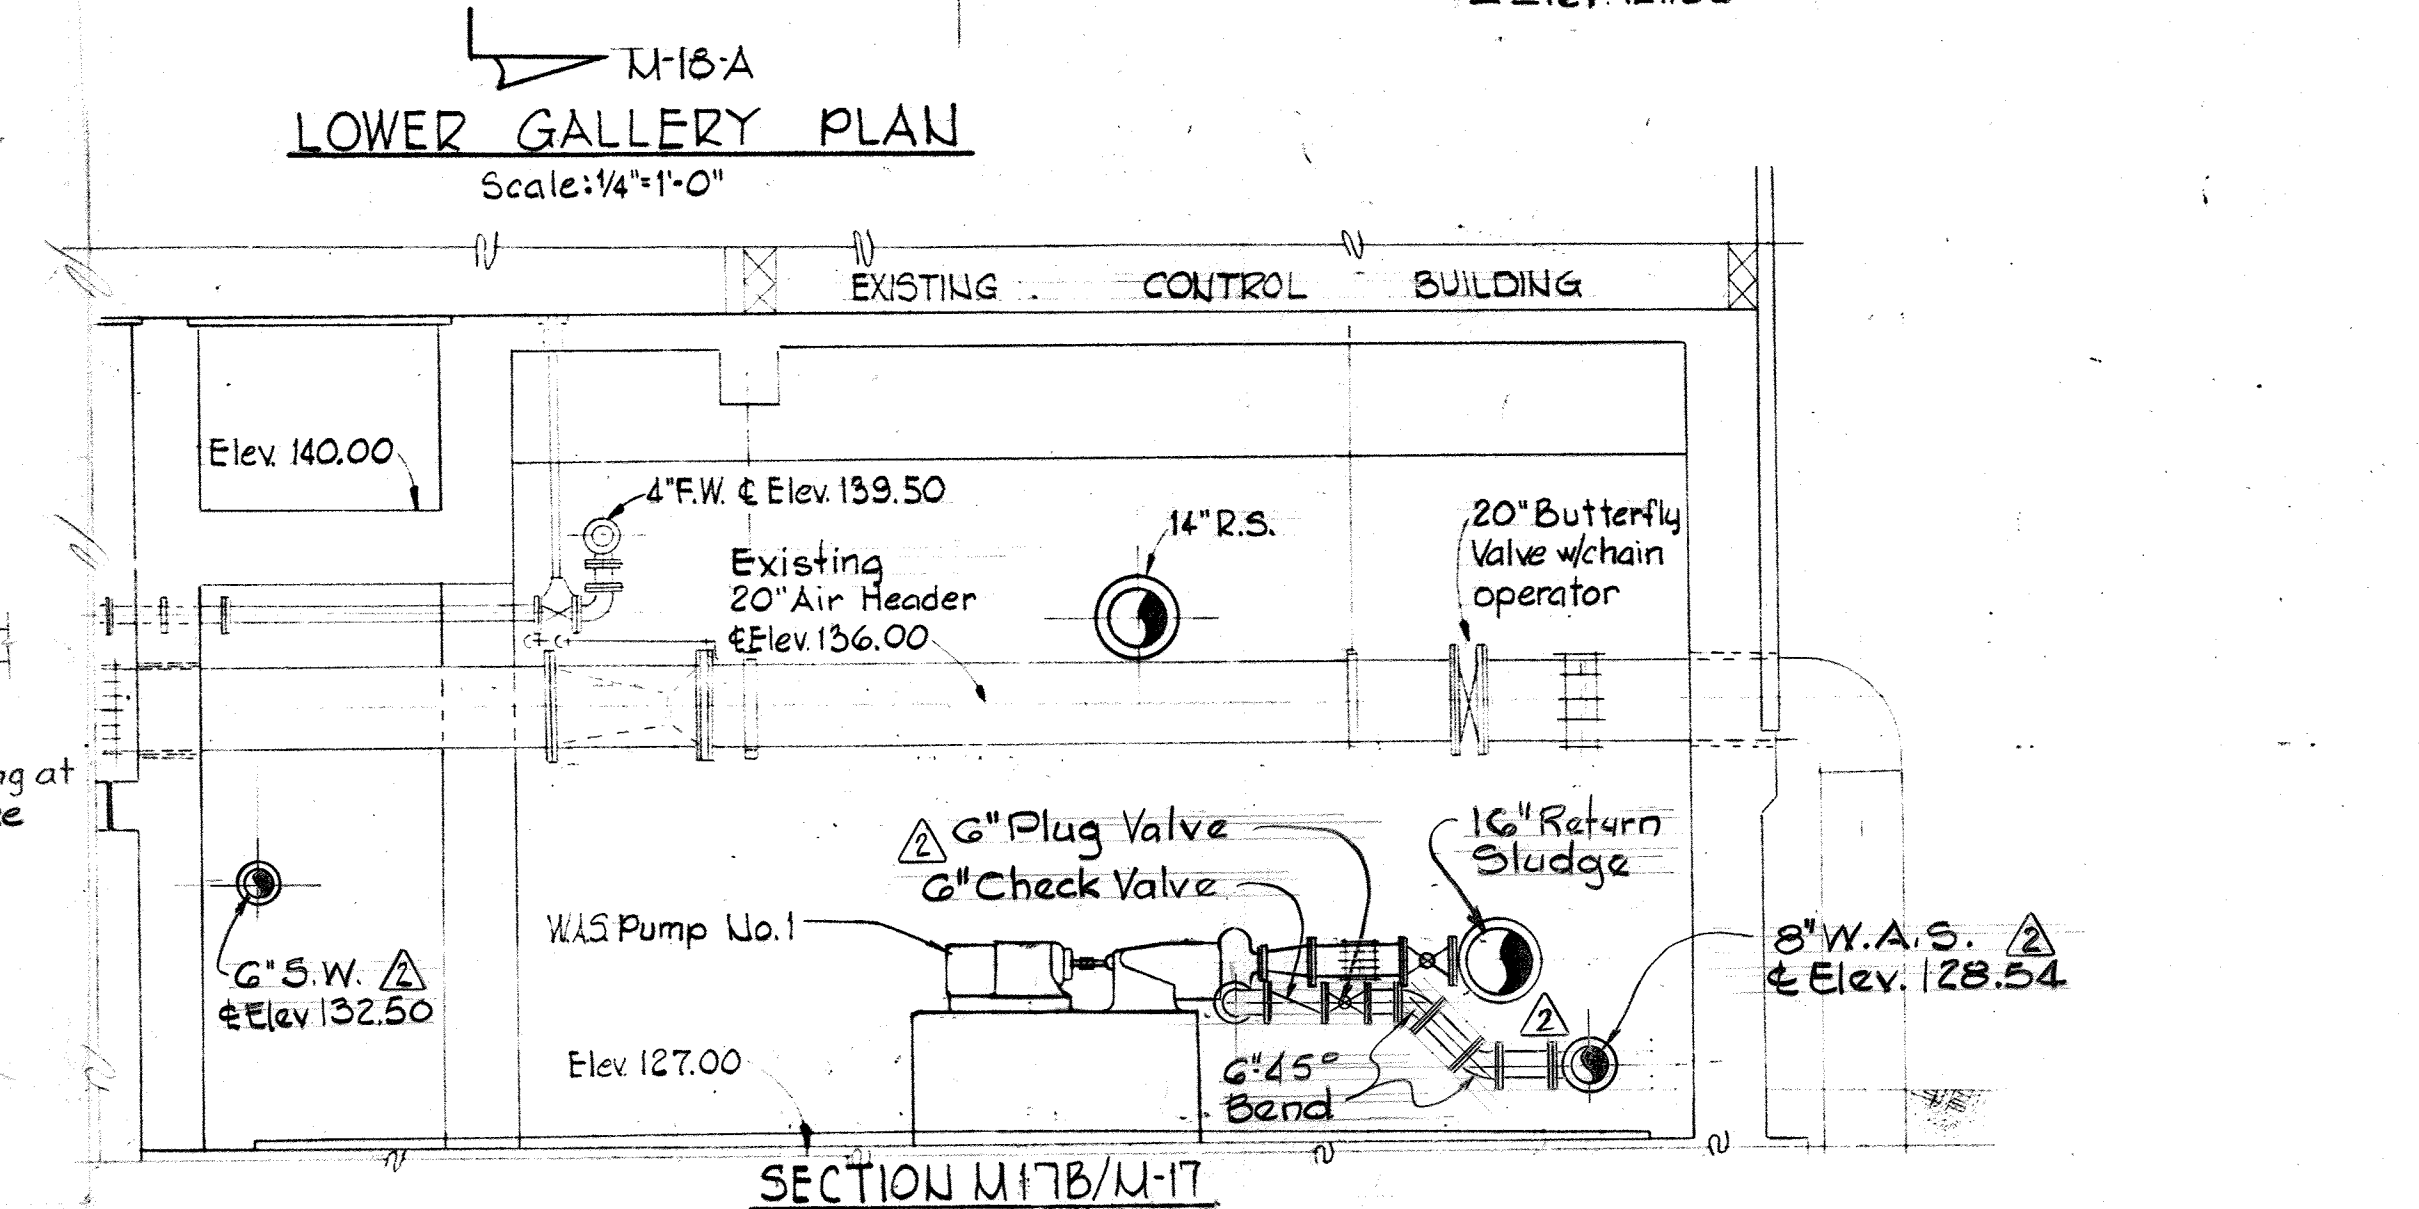 M-18-A
LOWER GALLERY PLAN
Scale: 1/4"=1'-0"
EXISTING CONTROL BUILDING
Elev. 140.00
4" F.W. ℄ Elev. 139.50
14" R.S.
20" Butterfly
Valve w/chain
operator
Existing
20" Air Header
℄ Elev. 136.00
at
2 6" Plug Valve
6" Check Valve
16" Return
Sludge
W.A.S. Pump No. 1
8" W.A.S. 2
℄ Elev. 128.54
6" S.W. 2
℄ Elev 132.50
2
Elev. 127.00
6"-45°
Bend
SECTION M17B/M-17